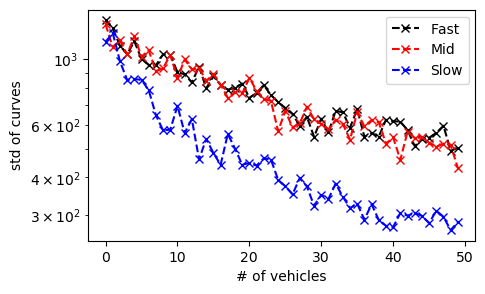 Fast
Mid
Slow
10³
6 × 10²
4 × 10²
3 × 10²
std of curves
0 10 20 30 40 50
# of vehicles